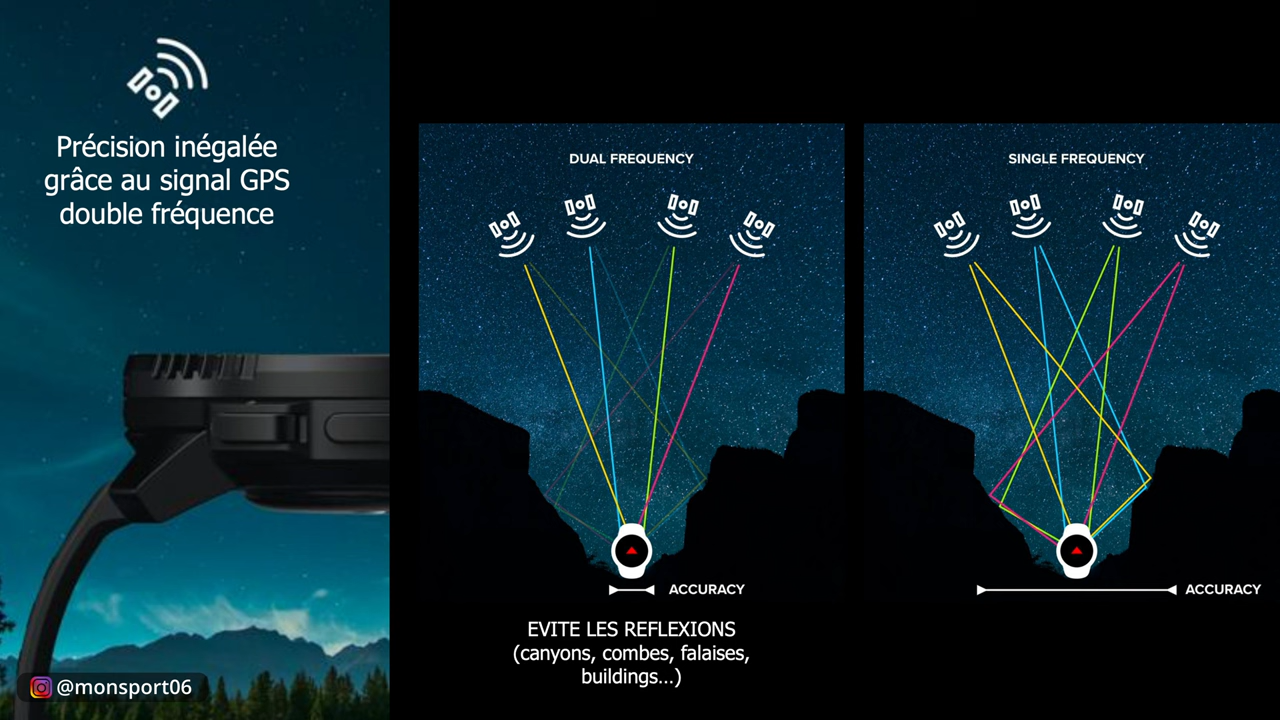 Précision inégalée
grâce au signal GPS
double fréquence
@monsport06
DUAL FREQUENCY
ACCURACY
EVITE LES REFLEXIONS
(canyons, combes, falaises,
buildings...)
SINGLE FREQUENCY
ACCURACY